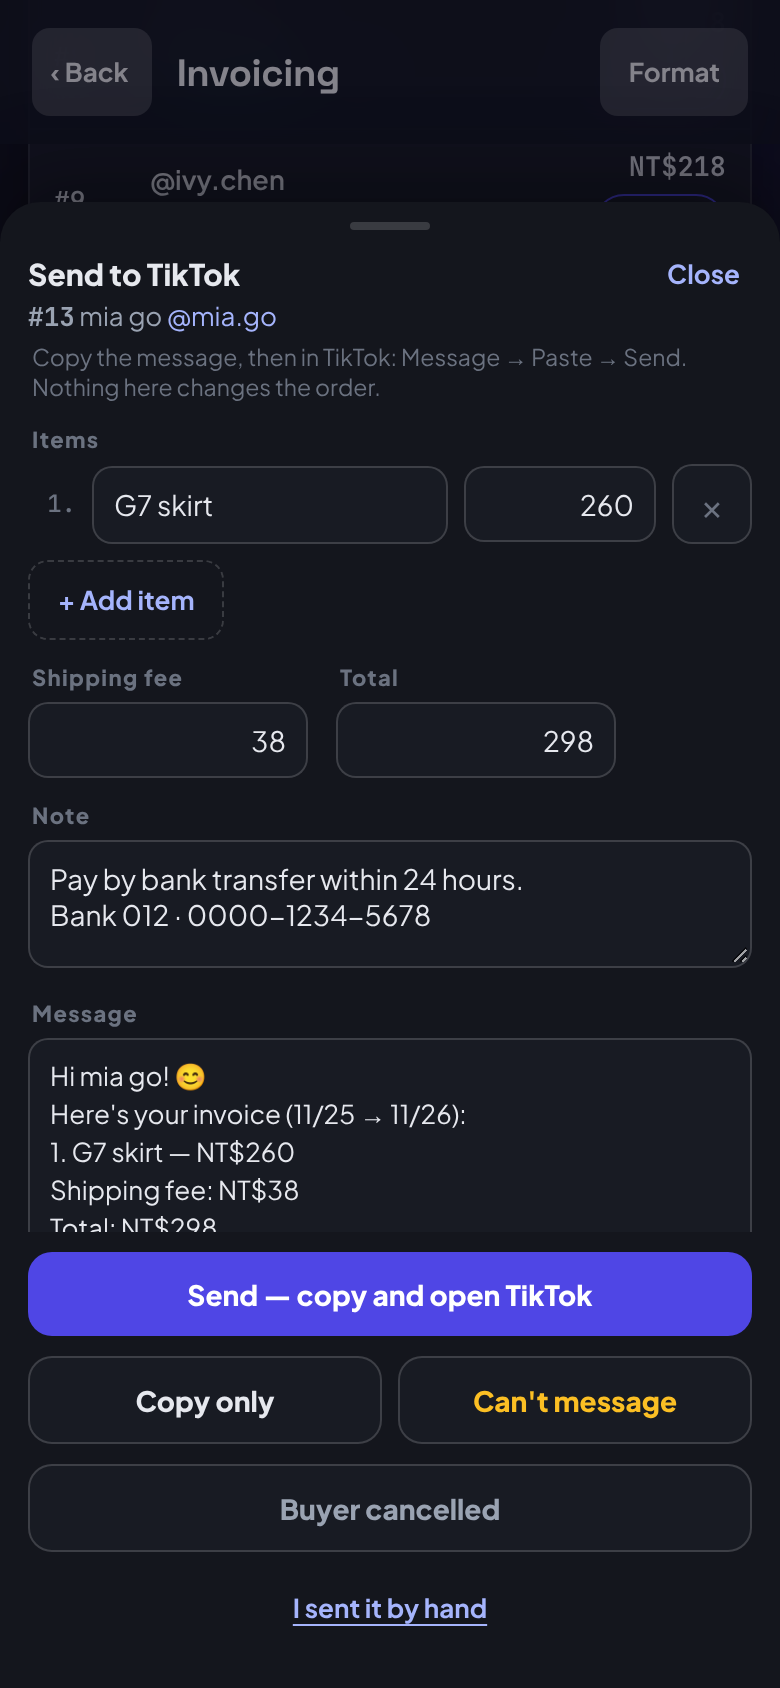 ‹ Back
Invoicing
Format
NT$218
@ivy.chen
#9
Send to TikTok
Close
#13 mia go @mia.go
Copy the message, then in TikTok: Message → Paste → Send.
Nothing here changes the order.
Items
1.
G7 skirt
260
×
+ Add item
Shipping fee
Total
38
298
Note
Pay by bank transfer within 24 hours.
Bank 012 · 0000-1234-5678
Message
Hi mia go! 😊
Here's your invoice (11/25 → 11/26):
1. G7 skirt — NT$260
Shipping fee: NT$38
Total: NT$298
Send — copy and open TikTok
Copy only
Can't message
Buyer cancelled
I sent it by hand